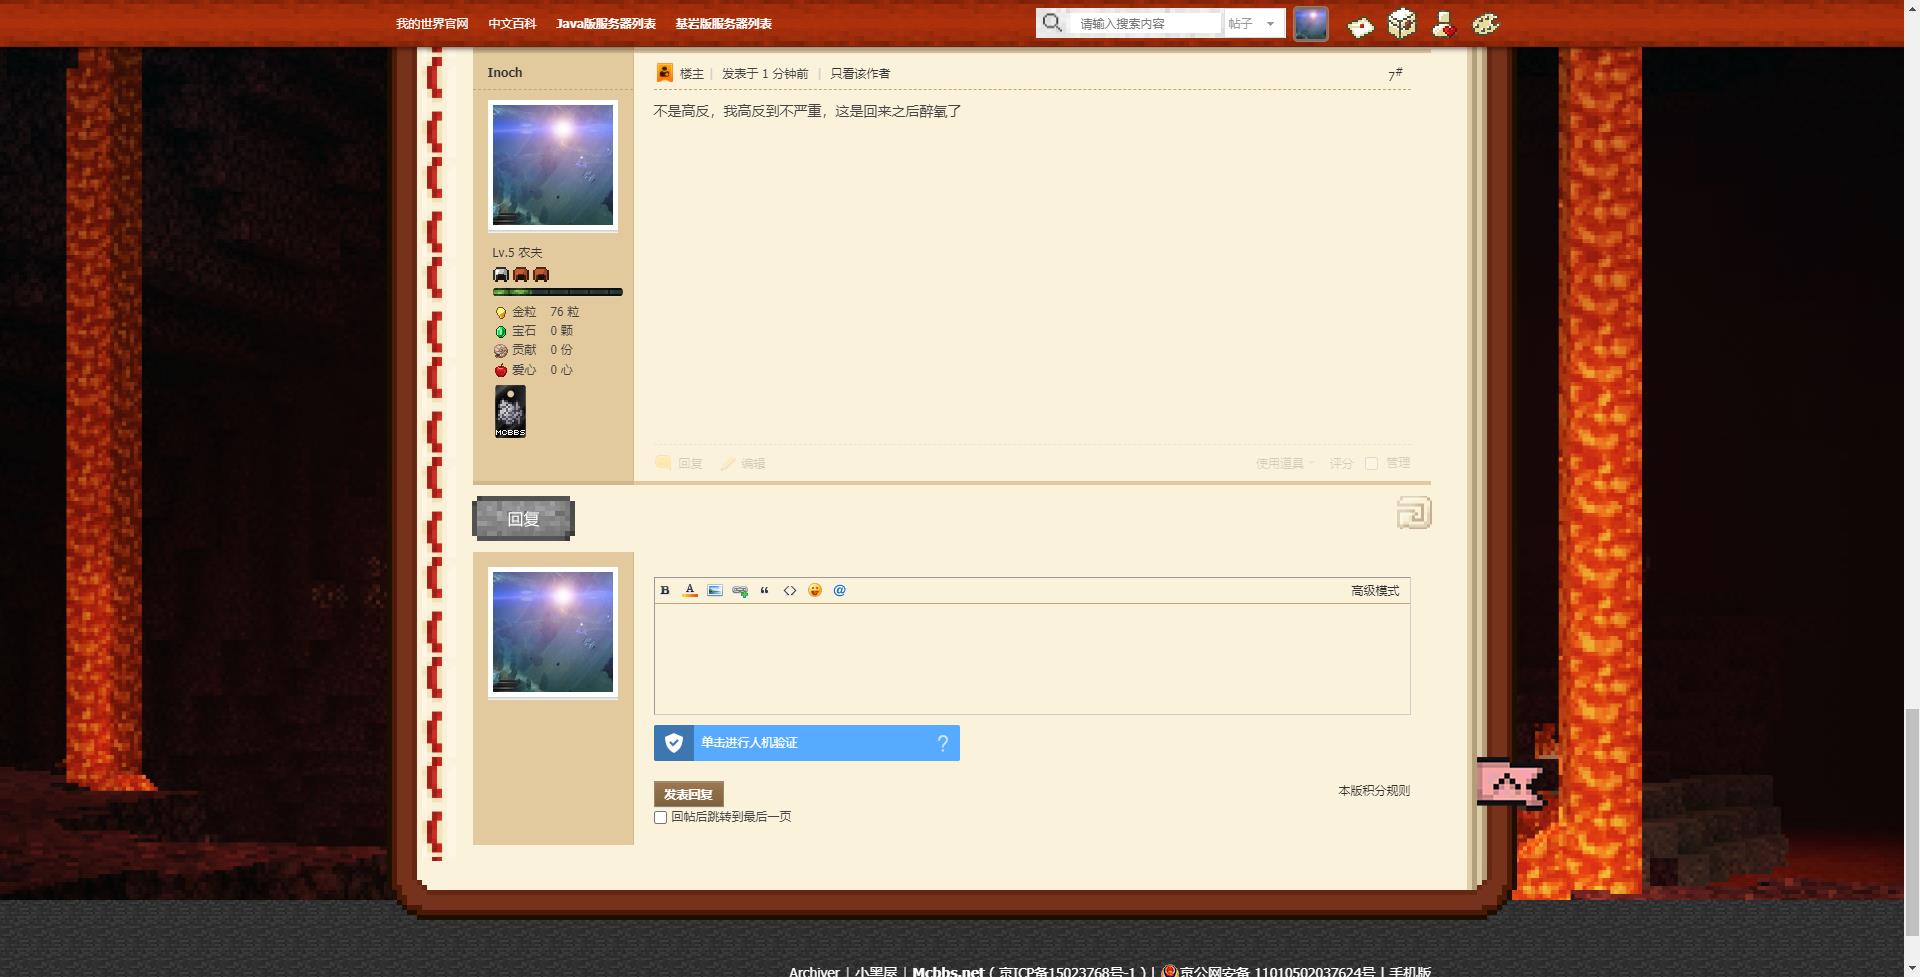 我的世界官网 中文百科 Java版服务器列表 基岩版服务器列表 请输入搜索内容 帖子
Inoch
楼主 | 发表于 1 分钟前 | 只看该作者 7#
不是高反，我高反到不严重，这是回来之后醉氧了
Lv.5 农夫
金粒 76 粒
宝石 0 颗
贡献 0 份
爱心 0 心
MCBBS
回复 编辑 使用道具 评分 管理
回复
B A “ <> @ 高级模式
单击进行人机验证 ?
发表回复 本版积分规则
回帖后跳转到最后一页
Archiver | 小黑屋 | Mcbbs.net ( 京ICP备15023768号-1 ) | 京公网安备 11010502037624号 | 手机版